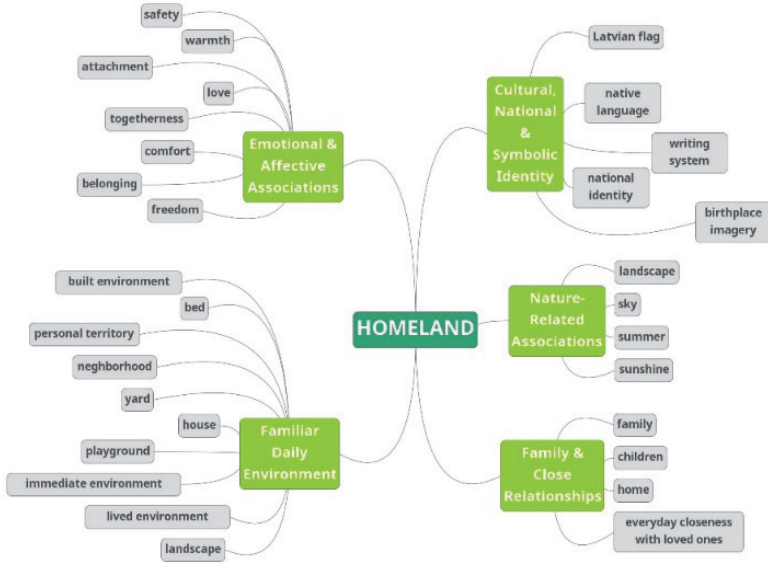 safety
warmth
attachment
love
togetherness
comfort
belonging
freedom
Emotional &
Affective
Associations
built environment
bed
personal territory
neghborhood
yard
house
playground
immediate environment
lived environment
landscape
Familiar
Daily
Environment
HOMELAND
Cultural,
National
&
Symbolic
Identity
Latvian flag
native
language
writing
system
national
identity
birthplace
imagery
Nature-
Related
Associations
landscape
sky
summer
sunshine
Family &
Close
Relationships
family
children
home
everyday closeness
with loved ones